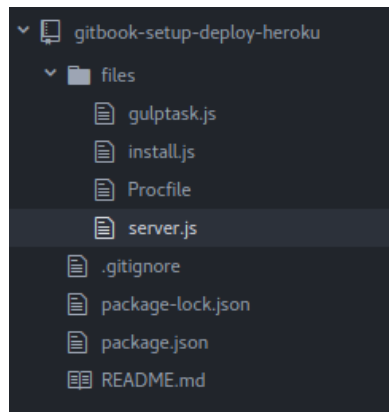 gitbook-setup-deploy-heroku
files
gulptask.js
install.js
Procfile
server.js
.gitignore
package-lock.json
package.json
README.md